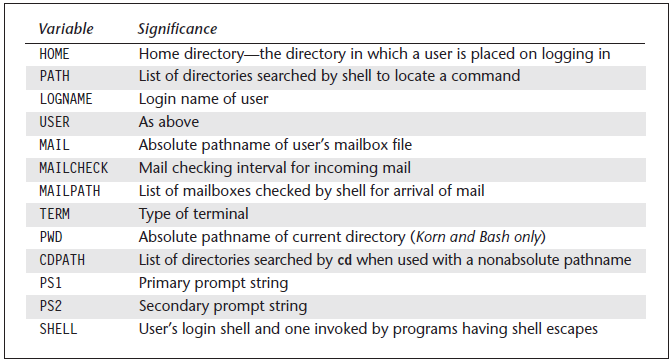 Variable Significance
HOME Home directory—the directory in which a user is placed on logging in
PATH List of directories searched by shell to locate a command
LOGNAME Login name of user
USER As above
MAIL Absolute pathname of user’s mailbox file
MAILCHECK Mail checking interval for incoming mail
MAILPATH List of mailboxes checked by shell for arrival of mail
TERM Type of terminal
PWD Absolute pathname of current directory (Korn and Bash only)
CDPATH List of directories searched by cd when used with a nonabsolute pathname
PS1 Primary prompt string
PS2 Secondary prompt string
SHELL User’s login shell and one invoked by programs having shell escapes